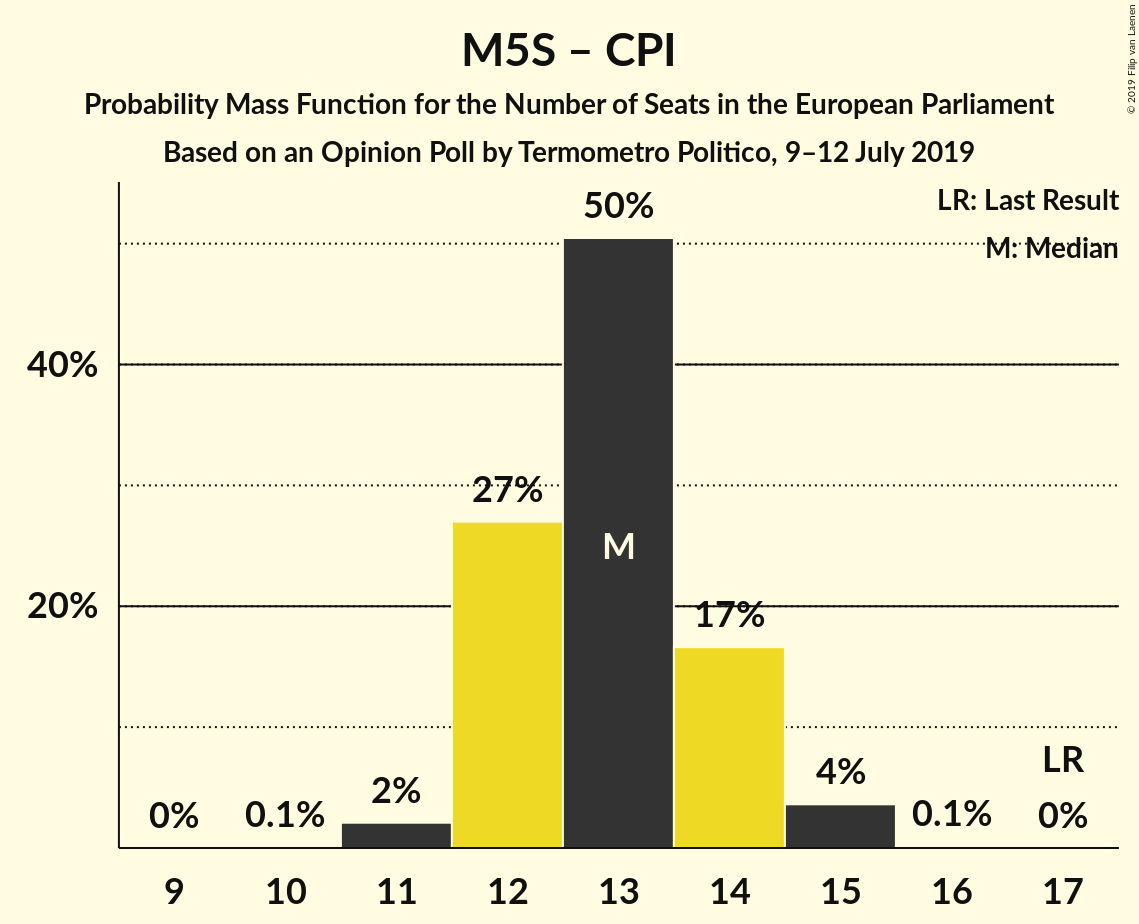 M5S – CPI
Probability Mass Function for the Number of Seats in the European Parliament
Based on an Opinion Poll by Termometro Politico, 9–12 July 2019
© 2019 Filip van Laenen
LR: Last Result
M: Median
50%
40%
27%
M
20%
17%
LR
4%
2%
0%
0.1%
0.1%
0%
9 10 11 12 13 14 15 16 17